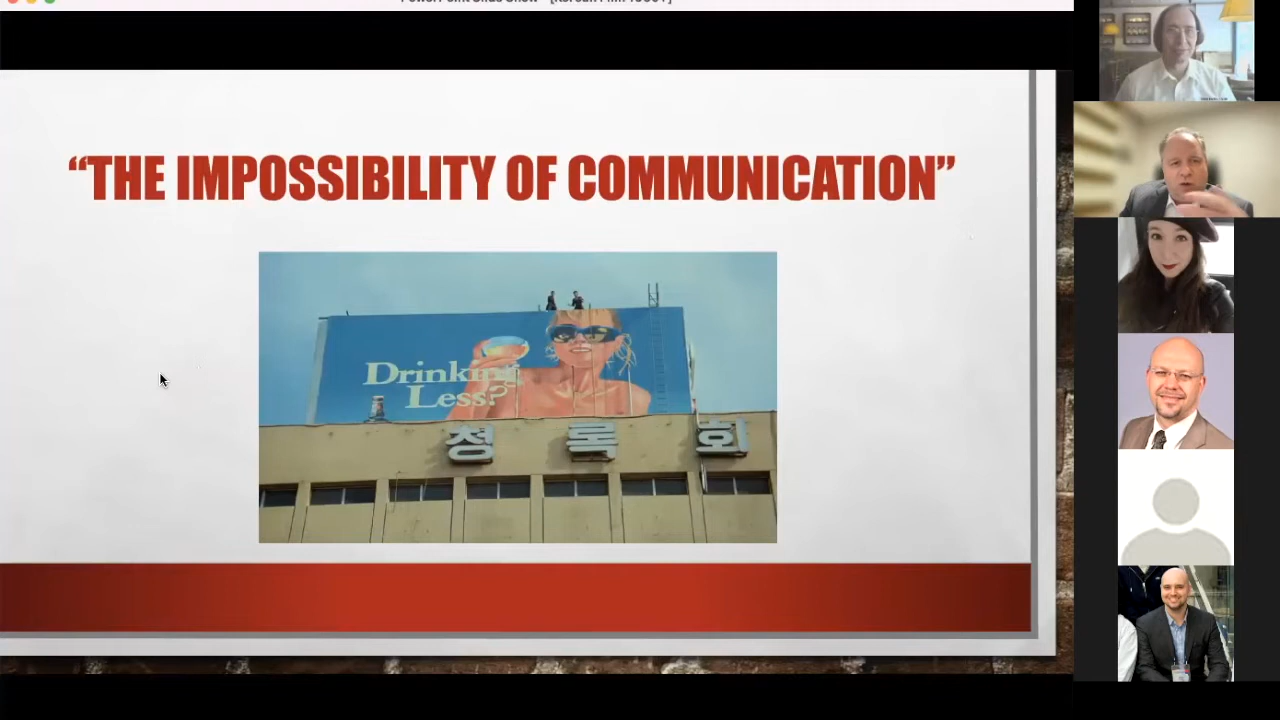 “THE IMPOSSIBILITY OF COMMUNICATION”
Drinking
Less?
청록회